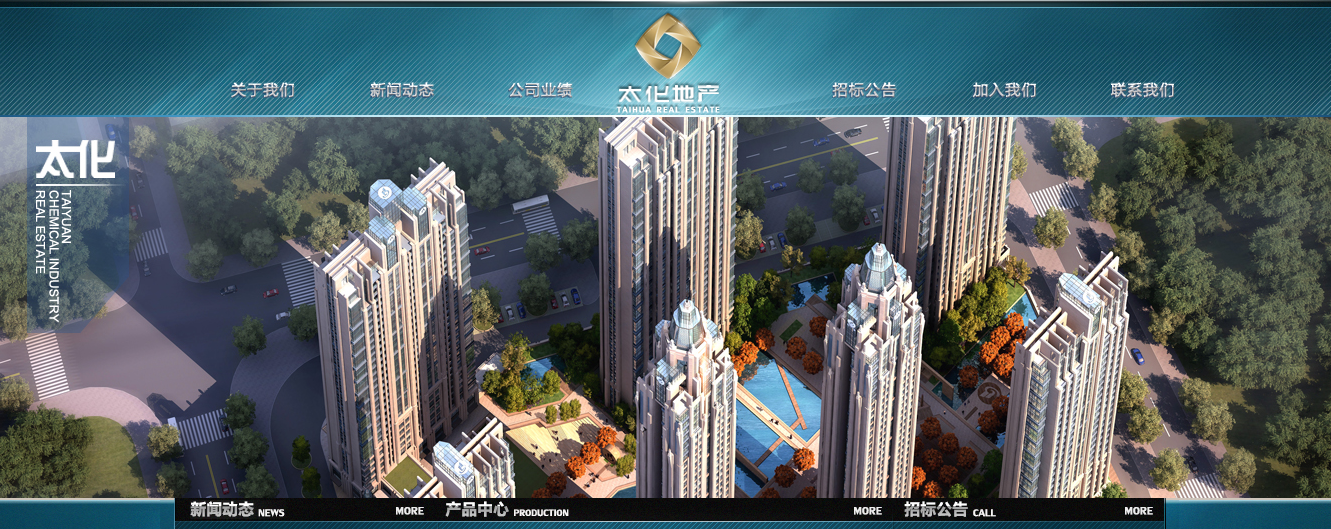 关于我们 新闻动态 公司业绩 太化地产 招标公告 加入我们 联系我们
TAIHUA REAL ESTATE
太化
TAIYUAN
CHEMICAL INDUSTRY
REAL ESTATE
新闻动态 NEWS MORE 产品中心 PRODUCTION MORE 招标公告 CALL MORE